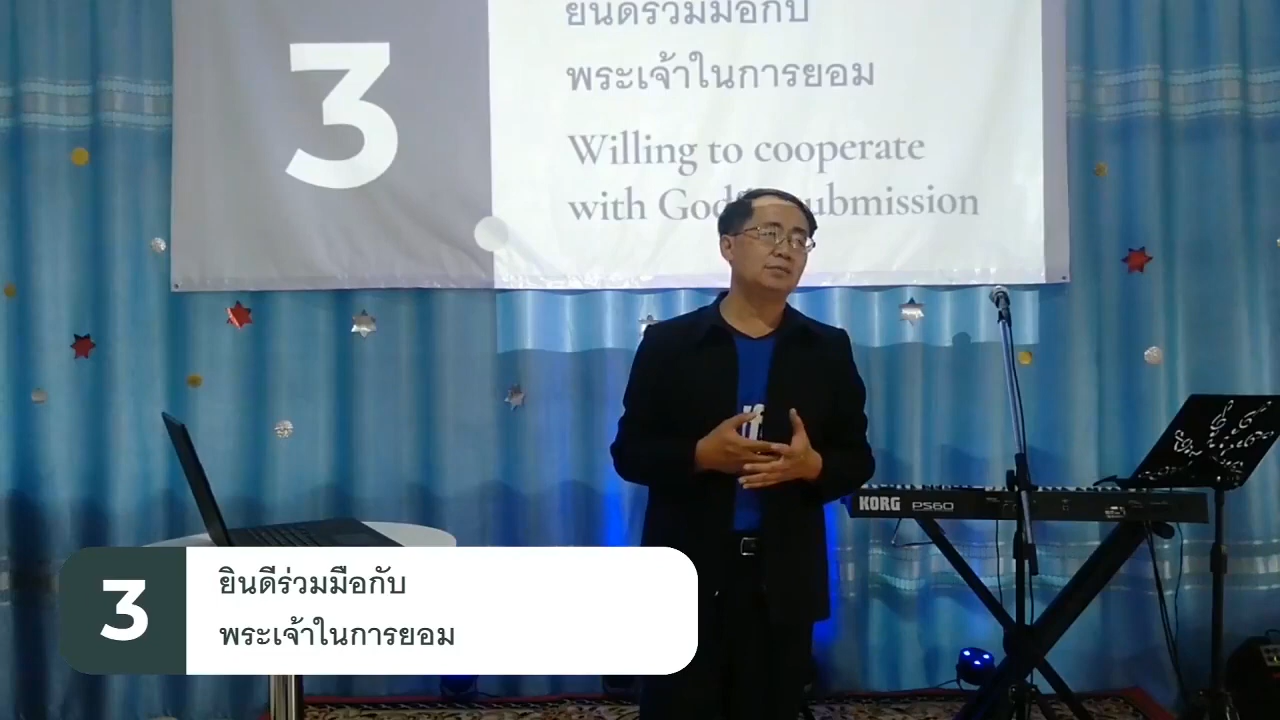 3
ยินดีร่วมมือกับ
พระเจ้าในการยอม
Willing to cooperate
with God submission
KORG PS60
3
ยินดีร่วมมือกับ
พระเจ้าในการยอม